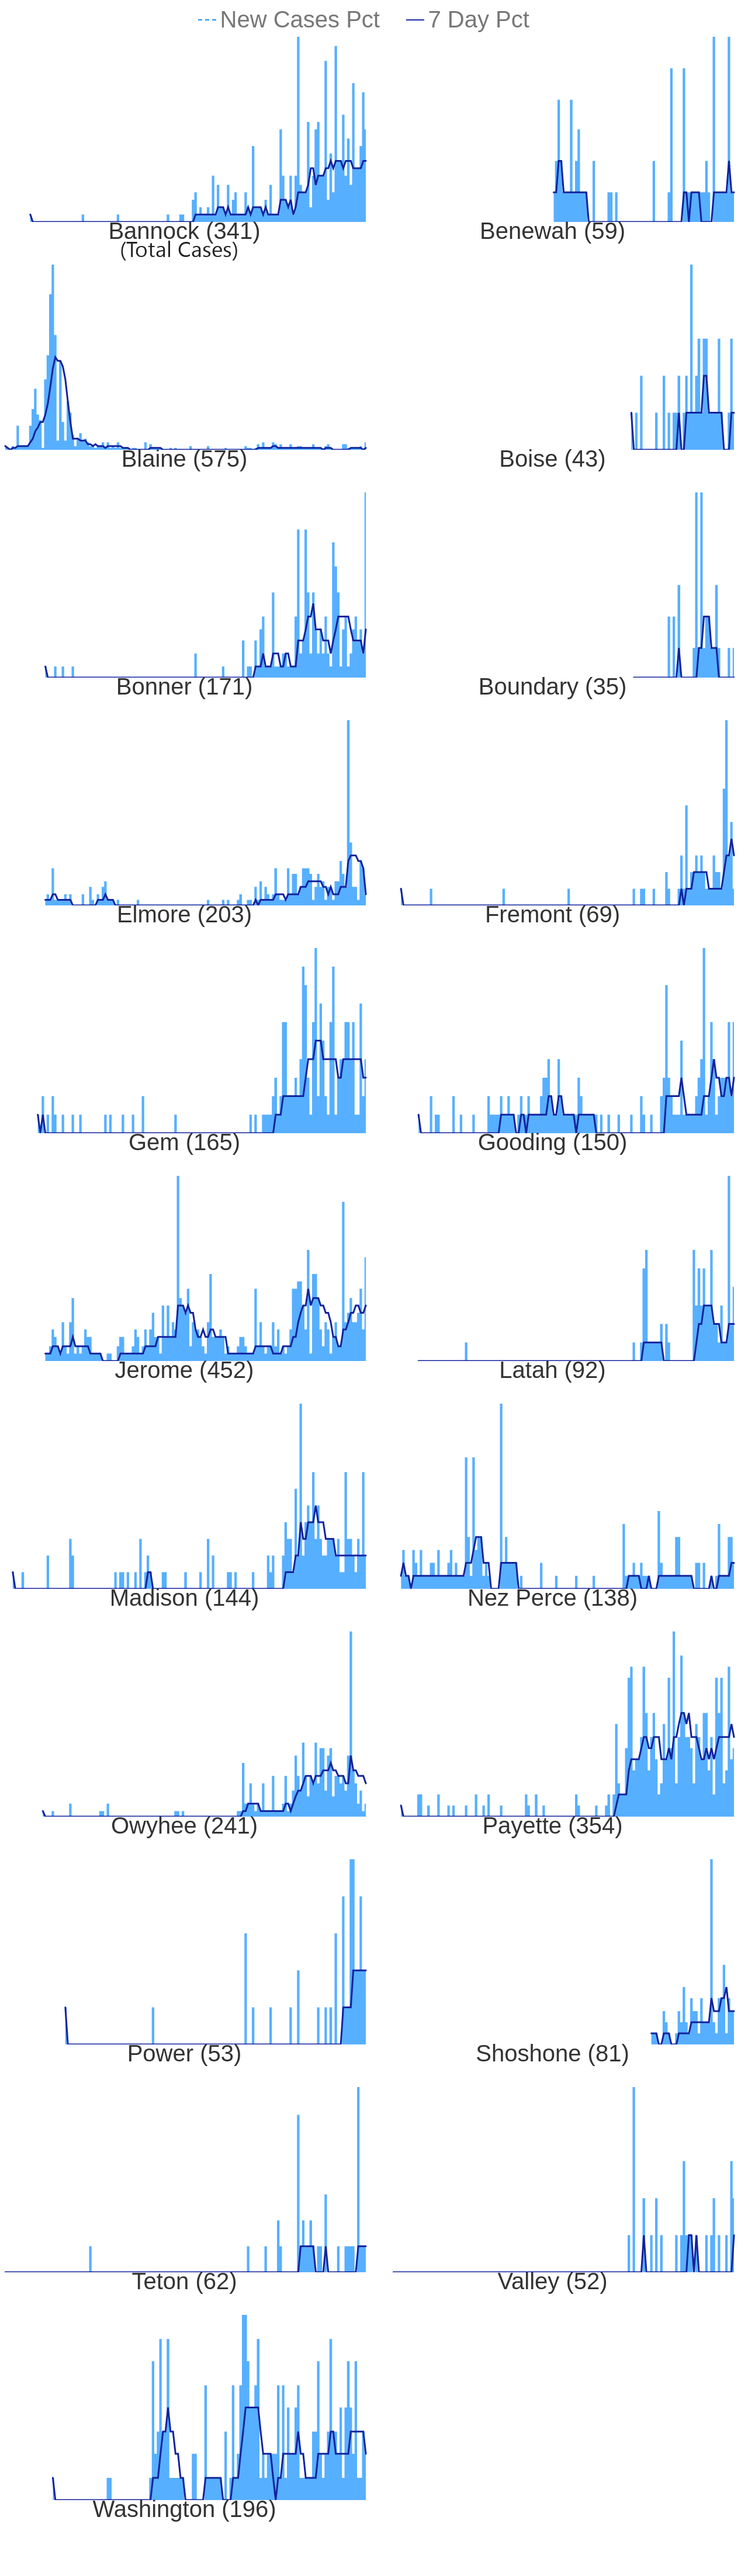 New Cases Pct 7 Day Pct
Bannock (341) Benewah (59)
(Total Cases)
Blaine (575) Boise (43)
Bonner (171) Boundary (35)
Elmore (203) Fremont (69)
Gem (165) Gooding (150)
Jerome (452) Latah (92)
Madison (144) Nez Perce (138)
Owyhee (241) Payette (354)
Power (53) Shoshone (81)
Teton (62) Valley (52)
Washington (196)